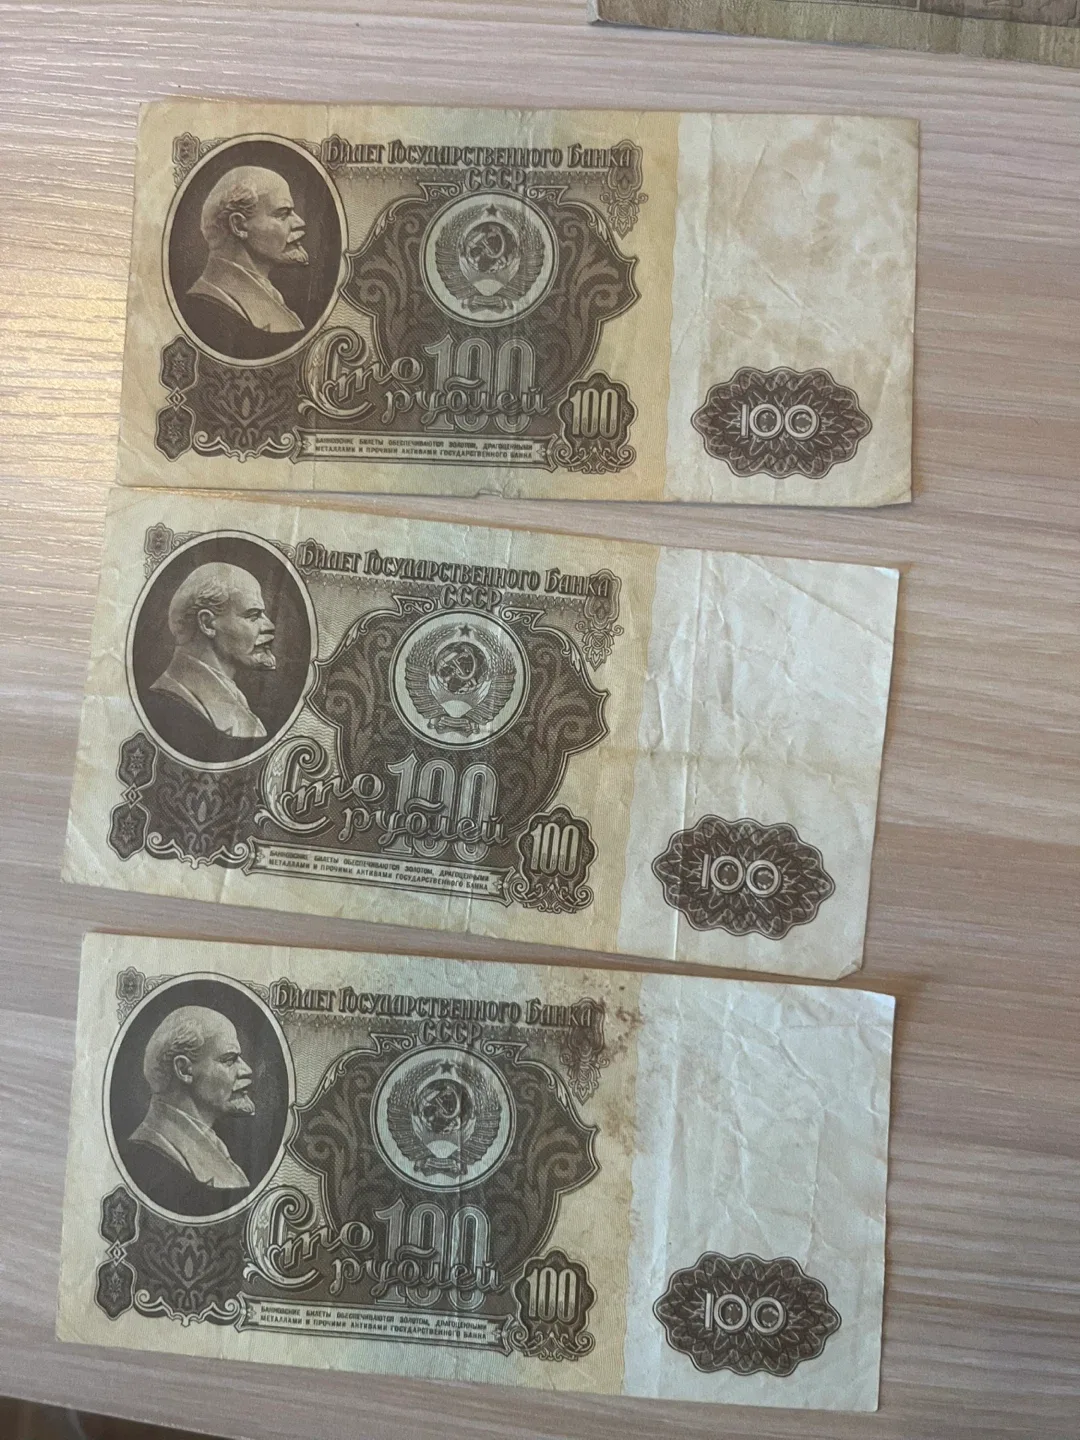 Билет Государственного Банка
СССР
100
Сто
рублей
100
100
БАНКОВСКИЕ БИЛЕТЫ ОБЕСПЕЧИВАЮТСЯ ЗОЛОТОМ, ДРАГОЦЕННЫМИ
МЕТАЛЛАМИ И ПРОЧИМИ АКТИВАМИ ГОСУДАРСТВЕННОГО БАНКА
Билет Государственного Банка
СССР
100
Сто
рублей
100
100
БАНКОВСКИЕ БИЛЕТЫ ОБЕСПЕЧИВАЮТСЯ ЗОЛОТОМ, ДРАГОЦЕННЫМИ
МЕТАЛЛАМИ И ПРОЧИМИ АКТИВАМИ ГОСУДАРСТВЕННОГО БАНКА
Билет Государственного Банка
СССР
100
Сто
рублей
100
100
БАНКОВСКИЕ БИЛЕТЫ ОБЕСПЕЧИВАЮТСЯ ЗОЛОТОМ, ДРАГОЦЕННЫМИ
МЕТАЛЛАМИ И ПРОЧИМИ АКТИВАМИ ГОСУДАРСТВЕННОГО БАНКА